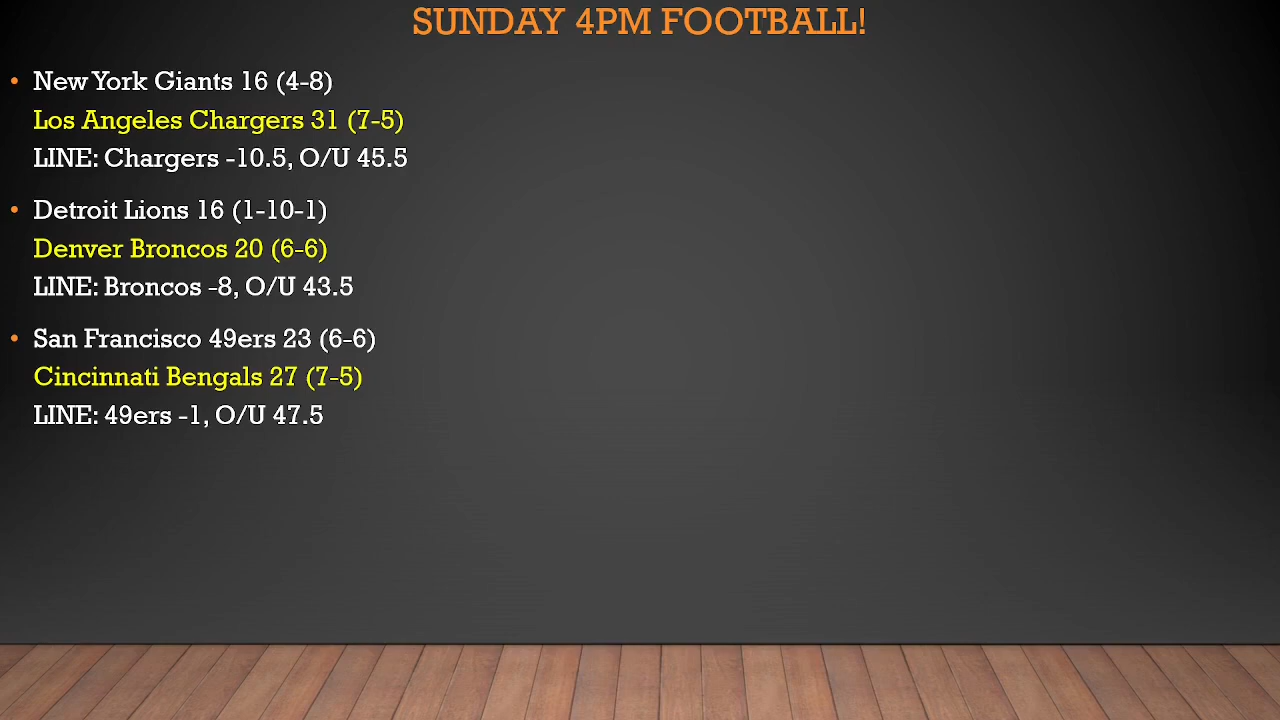 SUNDAY 4PM FOOTBALL!
• New York Giants 16 (4-8)
Los Angeles Chargers 31 (7-5)
LINE: Chargers -10.5, O/U 45.5
• Detroit Lions 16 (1-10-1)
Denver Broncos 20 (6-6)
LINE: Broncos -8, O/U 43.5
• San Francisco 49ers 23 (6-6)
Cincinnati Bengals 27 (7-5)
LINE: 49ers -1, O/U 47.5